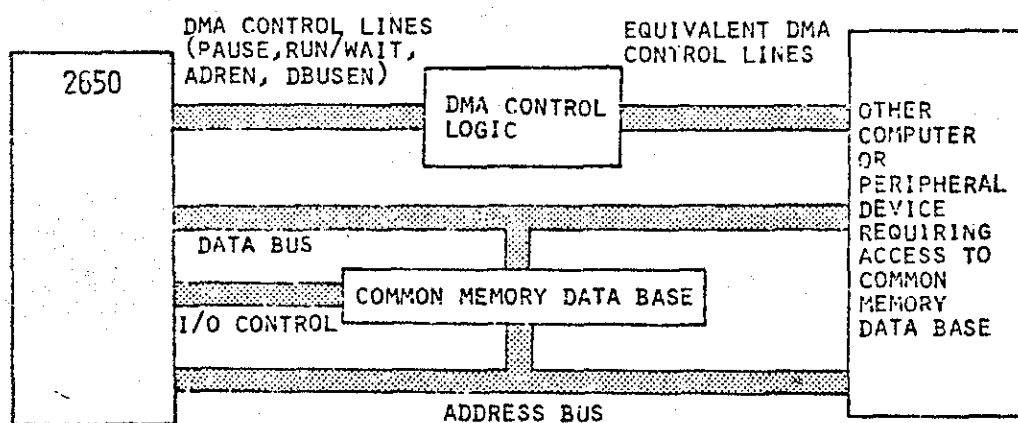 DMA CONTROL LINES
(PAUSE,RUN/WAIT,
ADREN, DBUSEN)
EQUIVALENT DMA
CONTROL LINES
2650
DMA CONTROL
LOGIC
OTHER
COMPUTER
OR
PERIPHERAL
DEVICE
REQUIRING
ACCESS TO
COMMON
MEMORY
DATA BASE
DATA BUS
COMMON MEMORY DATA BASE
I/O CONTROL
ADDRESS BUS